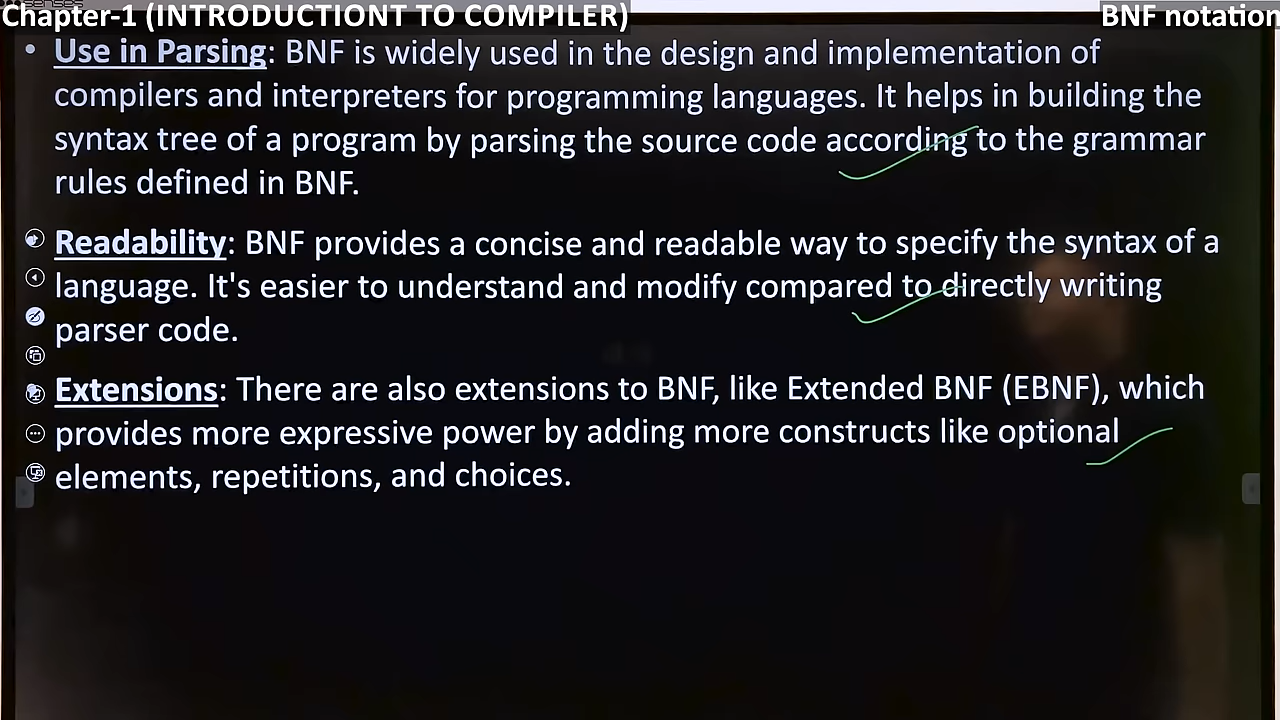 Chapter-1 (INTRODUCTIONT TO COMPILER)
BNF notation
• Use in Parsing: BNF is widely used in the design and implementation of
compilers and interpreters for programming languages. It helps in building the
syntax tree of a program by parsing the source code according to the grammar
rules defined in BNF.
Readability: BNF provides a concise and readable way to specify the syntax of a
language. It's easier to understand and modify compared to directly writing
parser code.
Extensions: There are also extensions to BNF, like Extended BNF (EBNF), which
provides more expressive power by adding more constructs like optional
elements, repetitions, and choices.